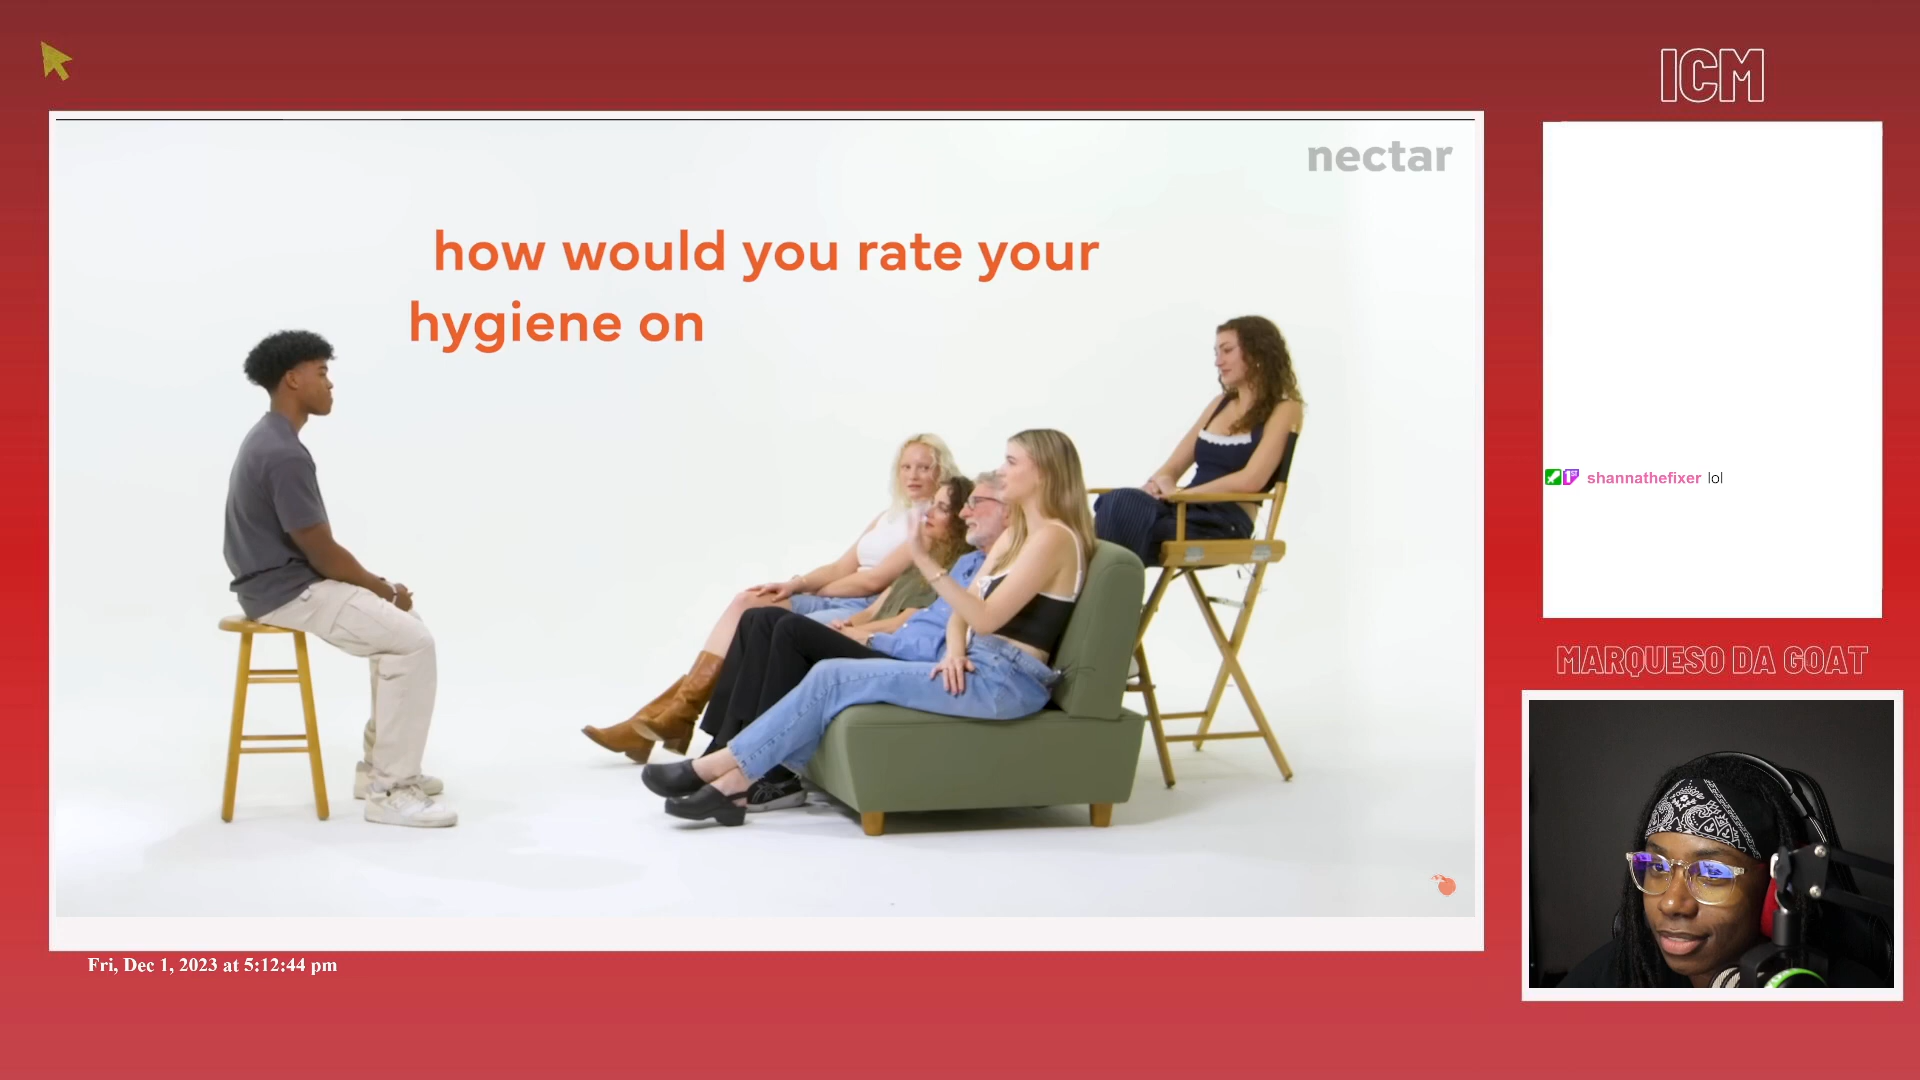 ICM
nectar
how would you rate your
hygiene on
shannathefixer lol
MARQUESO DA GOAT
Fri, Dec 1, 2023 at 5:12:44 pm